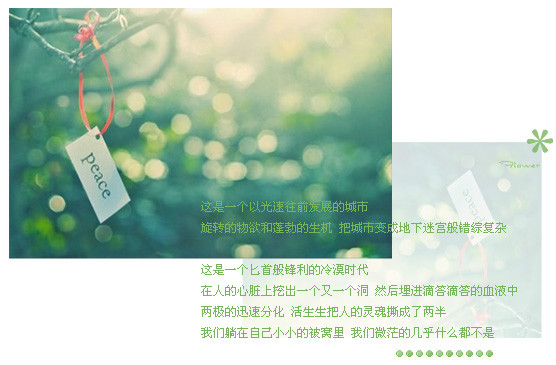 peace
Flower
peace
这是一个以光速往前发展的城市
旋转的物欲和蓬勃的生机 把城市变成地下迷宫般错综复杂
这是一个匕首般锋利的冷漠时代
在人的心脏上挖出一个又一个洞 然后埋进滴答滴答的血液中
两极的迅速分化 活生生把人的灵魂撕成了两半
我们躺在自己小小的被窝里 我们微茫的几乎什么都不是